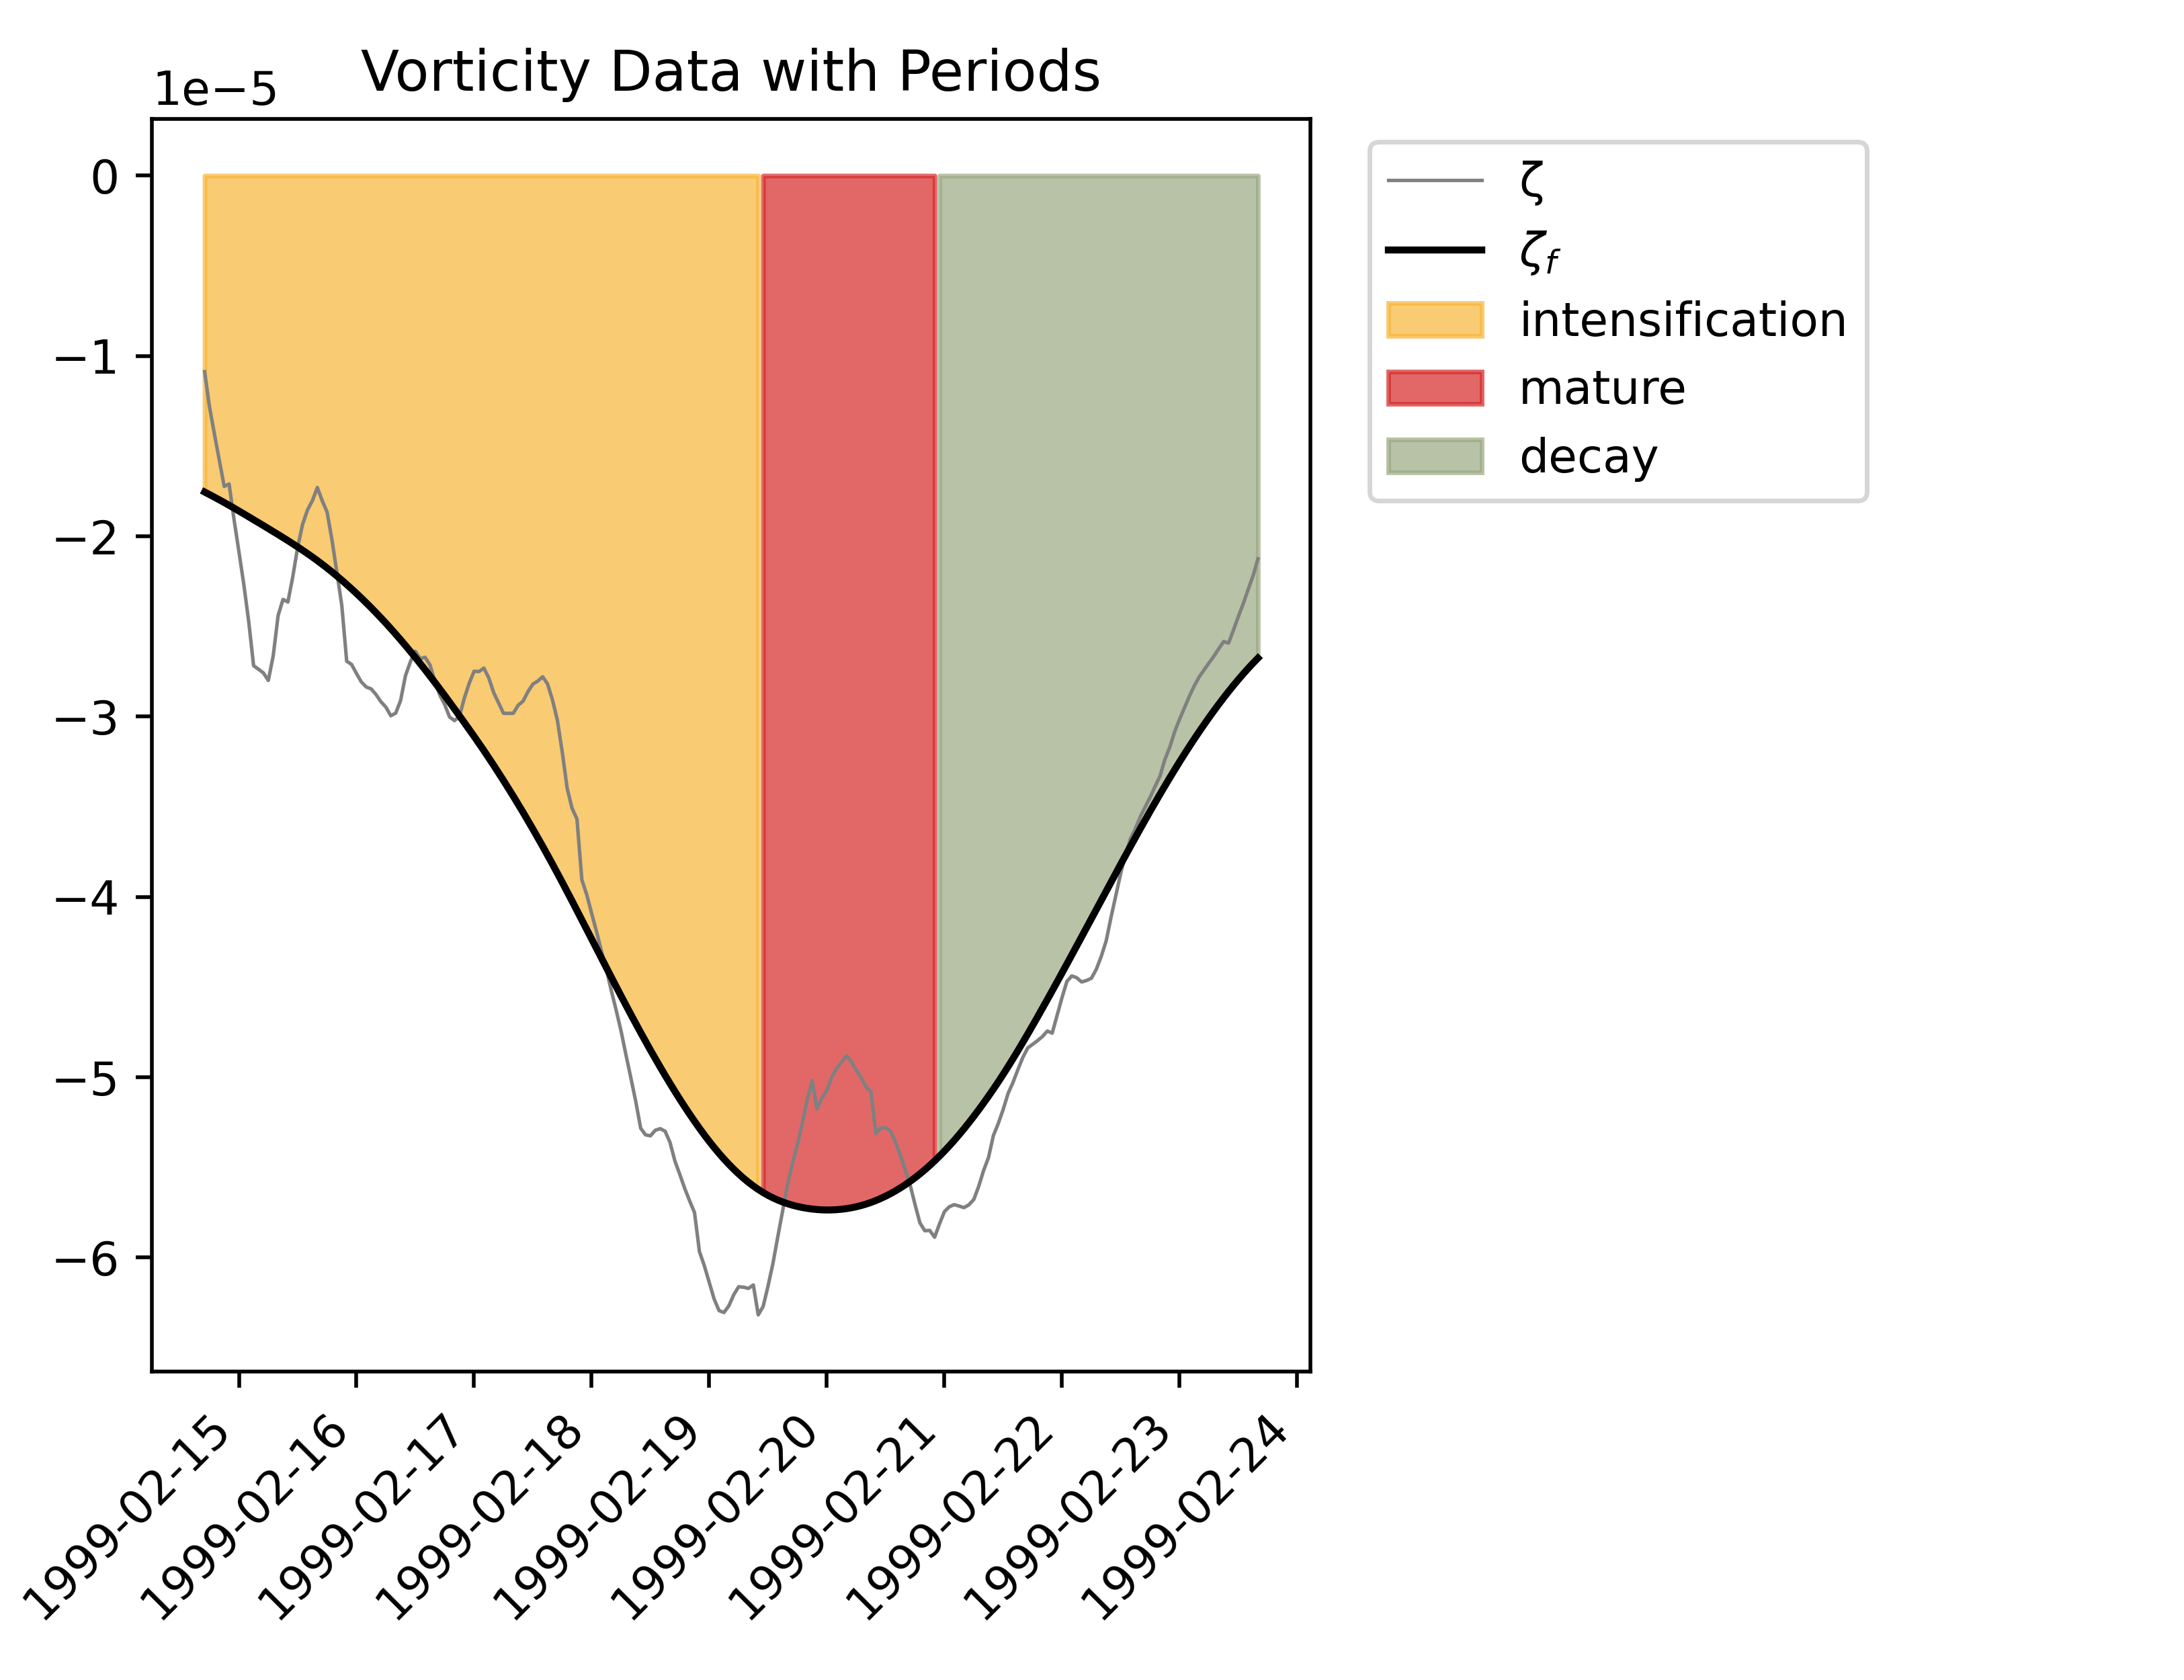 Vorticity Data with Periods
1e−5
0
−1
−2
−3
−4
−5
−6
1999-02-15
1999-02-16
1999-02-17
1999-02-18
1999-02-19
1999-02-20
1999-02-21
1999-02-22
1999-02-23
1999-02-24
ζ
ζf
intensification
mature
decay